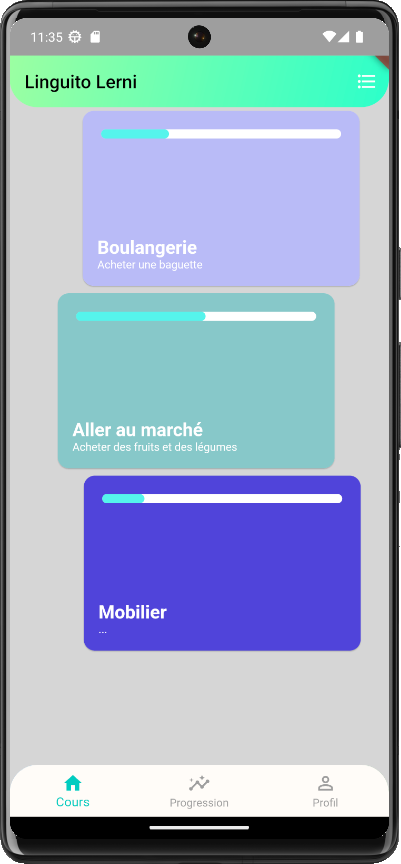 11:35
Linguito Lerni
Boulangerie
Acheter une baguette
Aller au marché
Acheter des fruits et des légumes
Mobilier
...
Cours
Progression
Profil